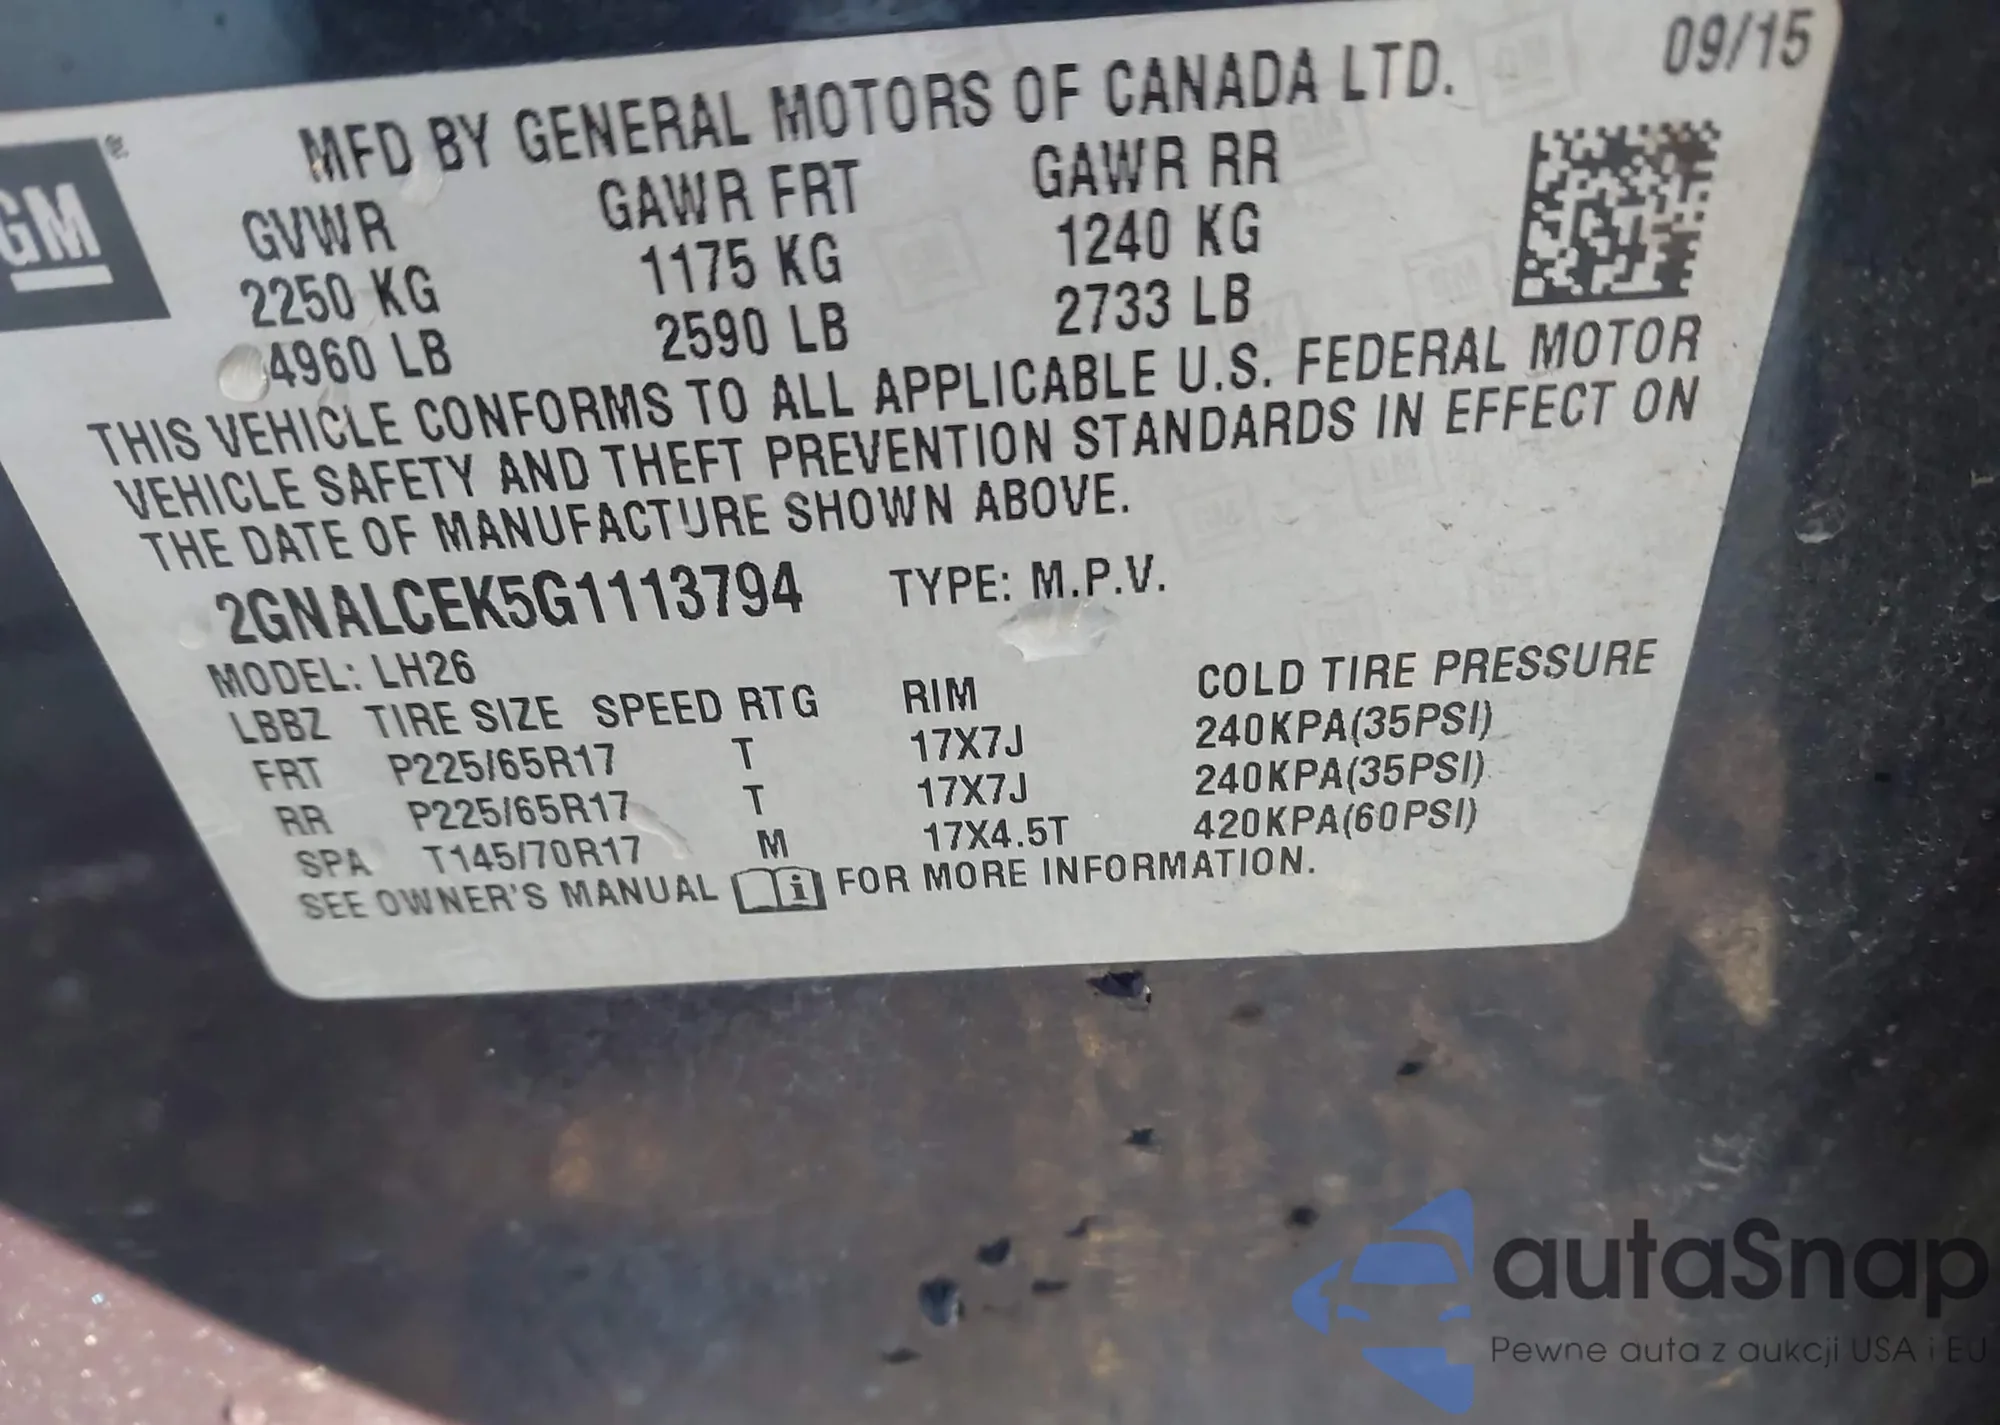 09/15
MFD BY GENERAL MOTORS OF CANADA LTD.
GM
GVWR GAWR FRT GAWR RR
2250 KG 1175 KG 1240 KG
4960 LB 2590 LB 2733 LB
THIS VEHICLE CONFORMS TO ALL APPLICABLE U.S. FEDERAL MOTOR
VEHICLE SAFETY AND THEFT PREVENTION STANDARDS IN EFFECT ON
THE DATE OF MANUFACTURE SHOWN ABOVE.
2GNALCEK5G1113794 TYPE: M.P.V.
MODEL: LH26
LBBZ TIRE SIZE SPEED RTG RIM COLD TIRE PRESSURE
FRT P225/65R17 T 17X7J 240KPA(35PSI)
RR P225/65R17 T 17X7J 240KPA(35PSI)
SPA T145/70R17 M 17X4.5T 420KPA(60PSI)
SEE OWNER'S MANUAL i FOR MORE INFORMATION.
autaSnap
Pewne auta z aukcji USA i EU